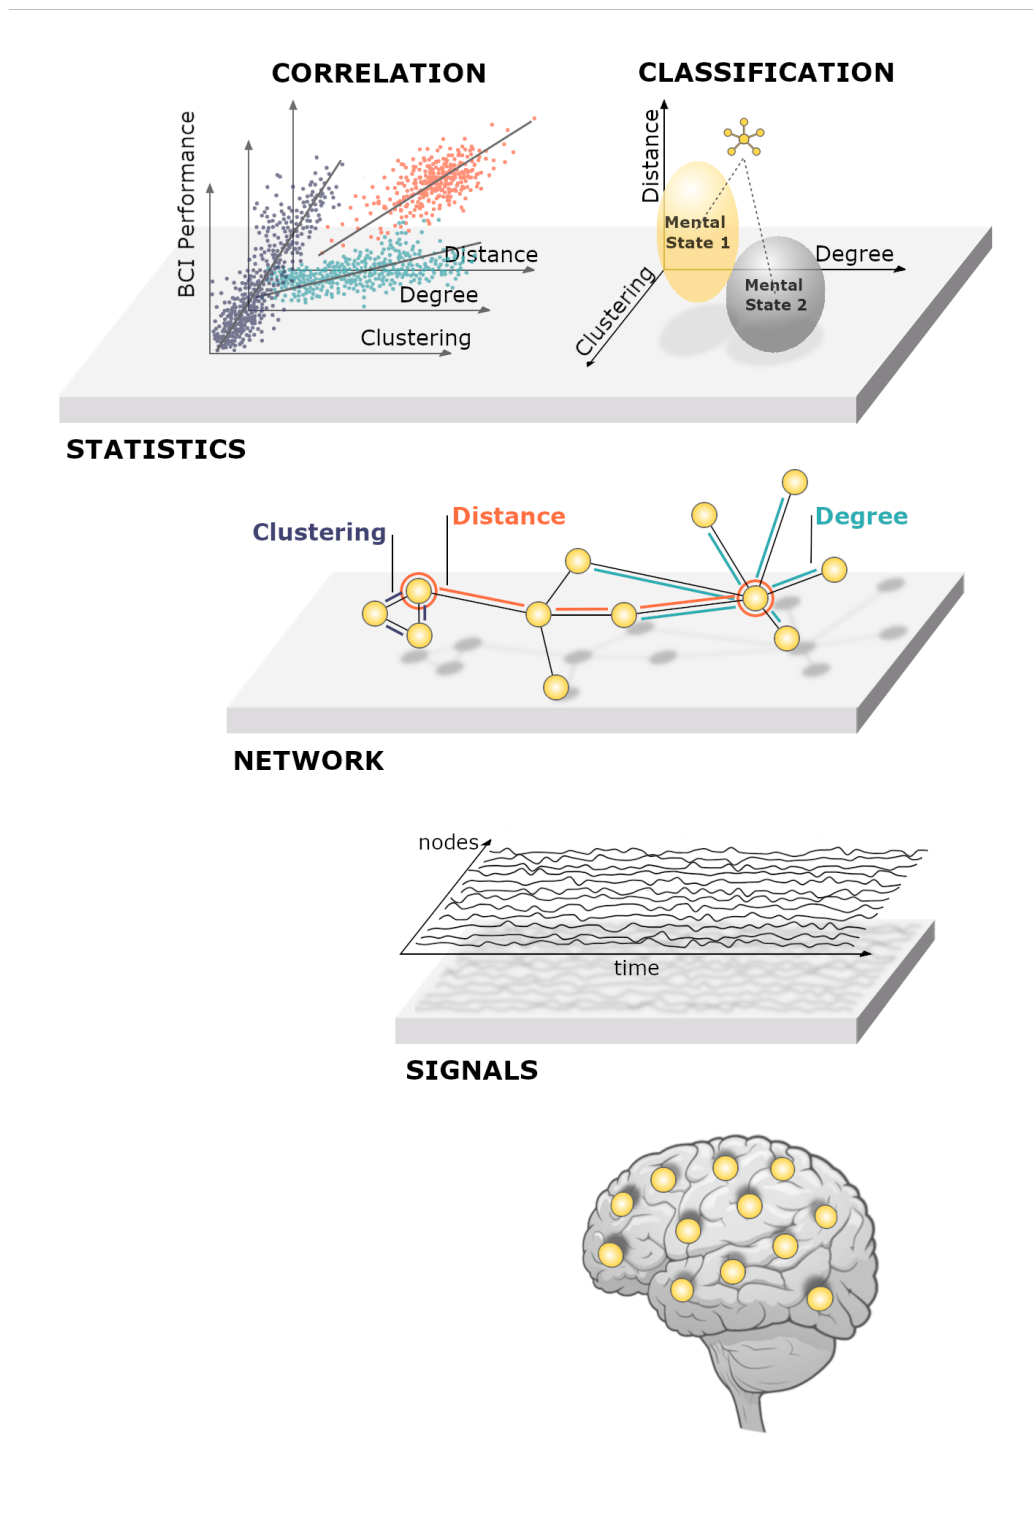 CORRELATION
CLASSIFICATION
BCI Performance
Distance
Degree
Clustering
Distance
Mental
State 1
Degree
Mental
State 2
Clustering
STATISTICS
Clustering
Distance
Degree
NETWORK
nodes
time
SIGNALS